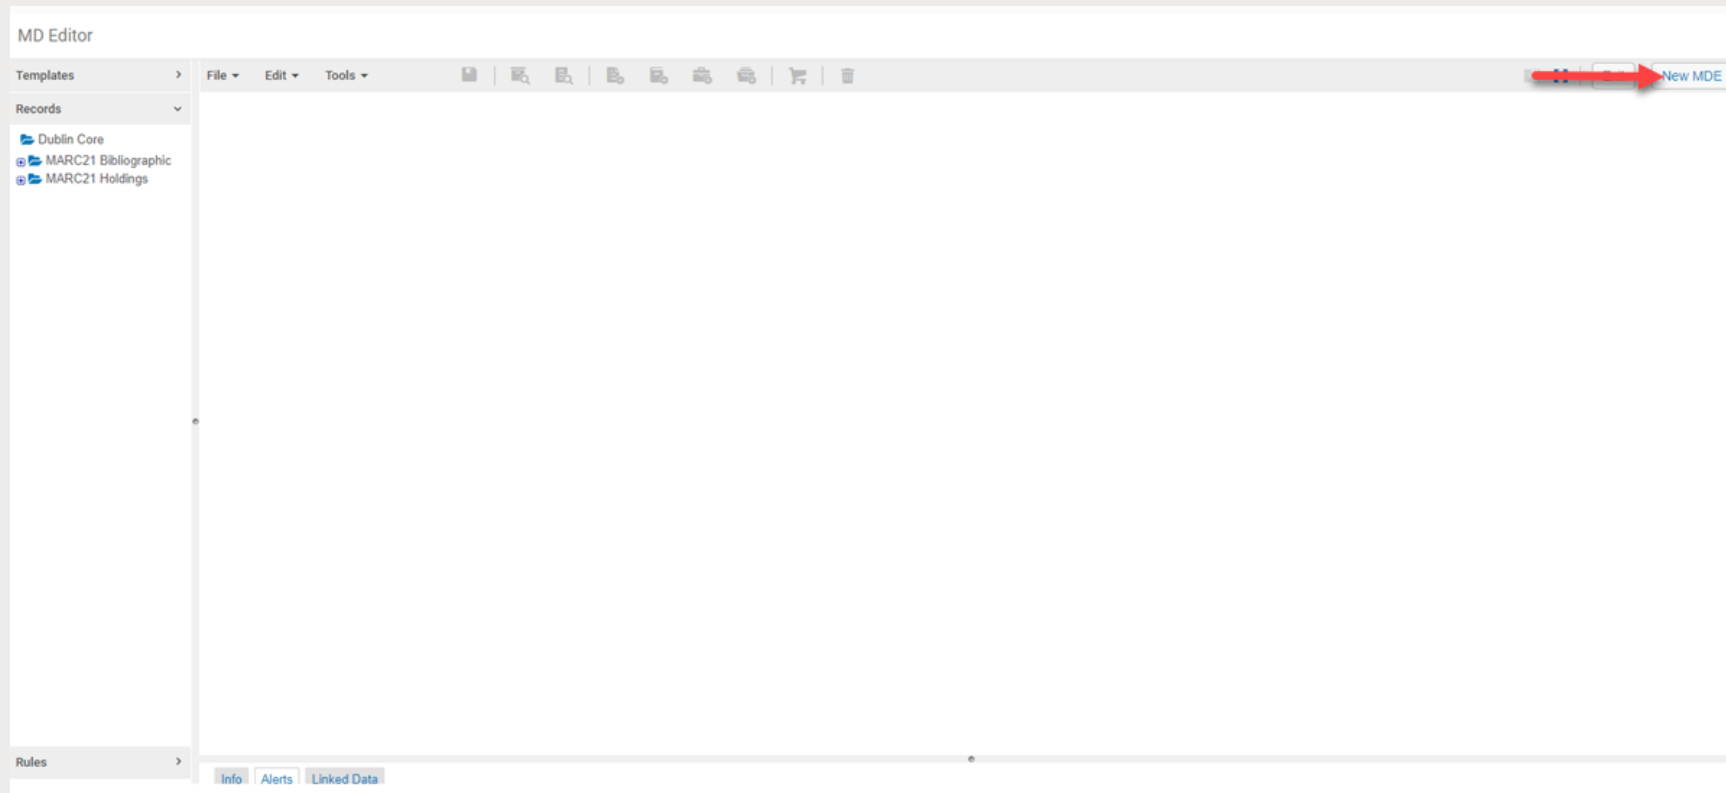 MD Editor
Templates
File Edit Tools
New MDE
Records
Dublin Core
MARC21 Bibliographic
MARC21 Holdings
Rules
Info Alerts Linked Data